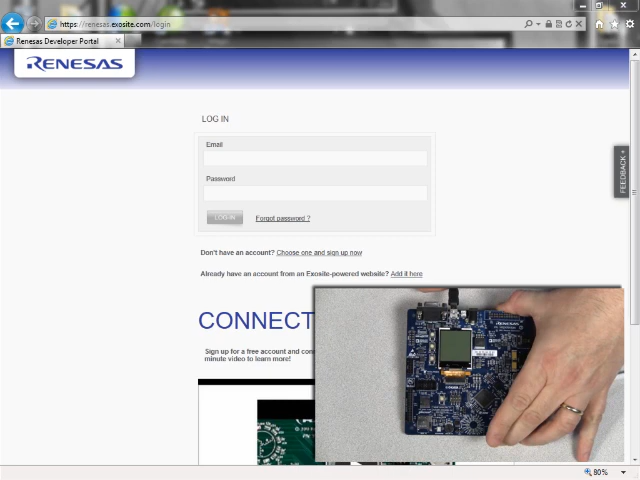 https://renesas.exosite.com/login
Renesas Developer Portal
RENESAS
LOG IN
Email
Password
LOG IN
Forgot password ?
Don't have an account? Choose one and sign up now
Already have an account from an Exosite-powered website? Add it here
FEEDBACK +
CONNECT
Sign up for a free account and con
minute video to learn more!
RENESAS
80%